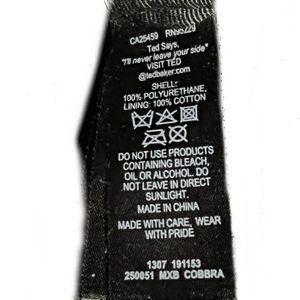 CA25459 RN95729
Ted Says,
"I'll never leave your side"
VISIT TED
@tedbaker.com
SHELL:
100% POLYURETHANE,
LINING: 100% COTTON
DO NOT USE PRODUCTS
CONTAINING BLEACH,
OIL OR ALCOHOL. DO
NOT LEAVE IN DIRECT
SUNLIGHT.
MADE IN CHINA
MADE WITH CARE, WEAR
WITH PRIDE
1307 191153
250051 MXB COBBRA